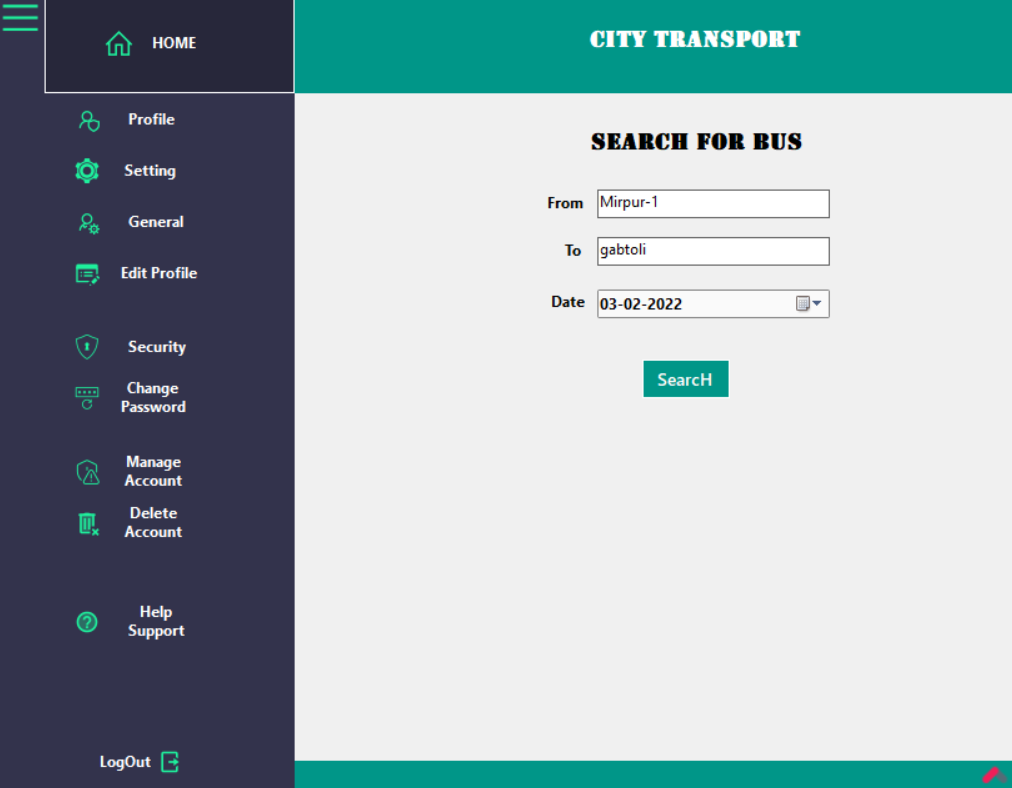 HOME
Profile
Setting
General
Edit Profile
Security
Change
Password
Manage
Account
Delete
Account
Help
Support
LogOut
CITY TRANSPORT
SEARCH FOR BUS
From Mirpur-1
To gabtoli
Date 03-02-2022
SearcH